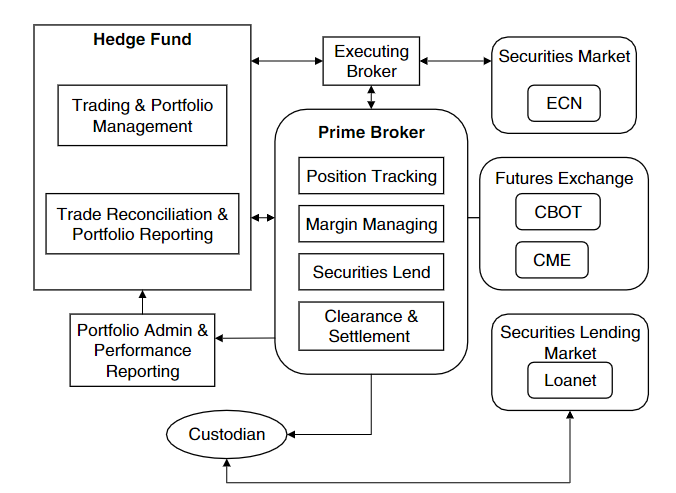 Hedge Fund
Trading & Portfolio
Management
Trade Reconciliation &
Portfolio Reporting
Portfolio Admin &
Performance
Reporting
Executing
Broker
Prime Broker
Position Tracking
Margin Managing
Securities Lend
Clearance &
Settlement
Custodian
Securities Market
ECN
Futures Exchange
CBOT
CME
Securities Lending
Market
Loanet